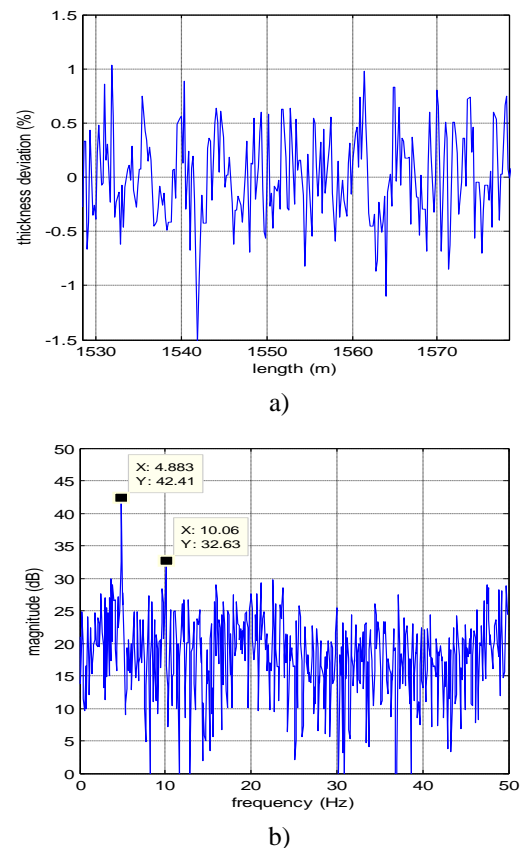 1.5
1
0.5
0
-0.5
-1
-1.5
thickness deviation (%)
1530 1540 1550 1560 1570
length (m)
a)
50
45
40
35
30
25
20
15
10
5
0
magnitude (dB)
X: 4.883
Y: 42.41
X: 10.06
Y: 32.63
0 10 20 30 40 50
frequency (Hz)
b)